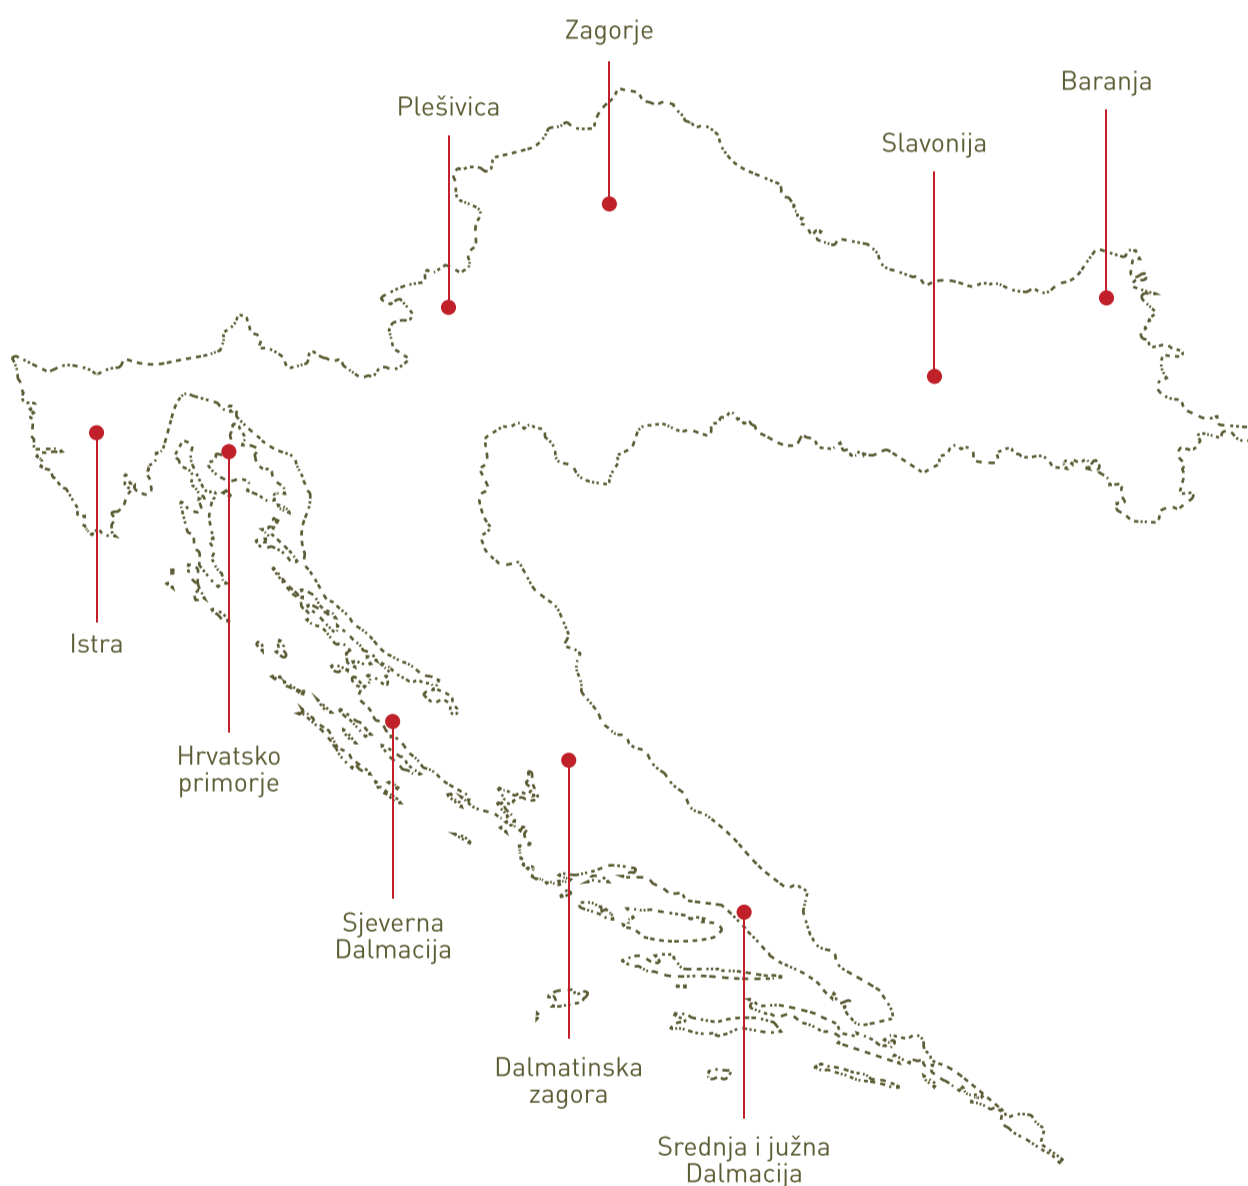 Zagorje
Baranja
Plešivica
Slavonija
Istra
Hrvatsko
primorje
Sjeverna
Dalmacija
Dalmatinska
zagora
Srednja i južna
Dalmacija